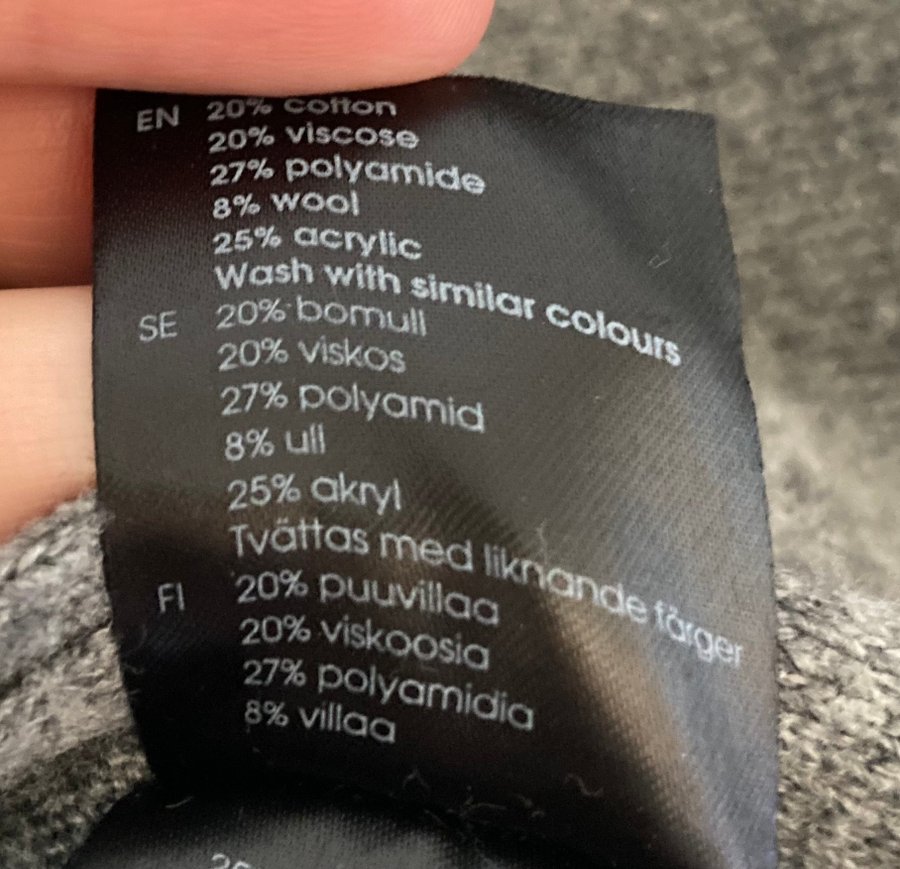 EN 20% cotton
20% viscose
27% polyamide
8% wool
25% acrylic
Wash with similar colours
SE 20% bomull
20% viskos
27% polyamid
8% ull
25% akryl
Tvättas med liknande färger
FI 20% puuvillaa
20% viskoosia
27% polyamidia
8% villaa